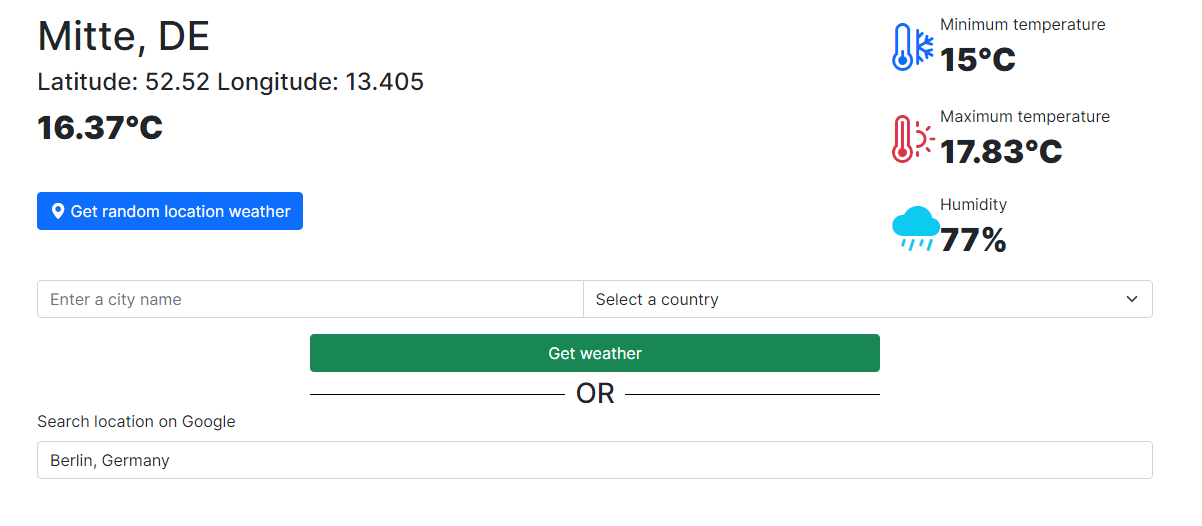 Mitte, DE
Latitude: 52.52 Longitude: 13.405
16.37°C
Get random location weather
Minimum temperature
15°C
Maximum temperature
17.83°C
Humidity
77%
Enter a city name
Select a country
Get weather
OR
Search location on Google
Berlin, Germany